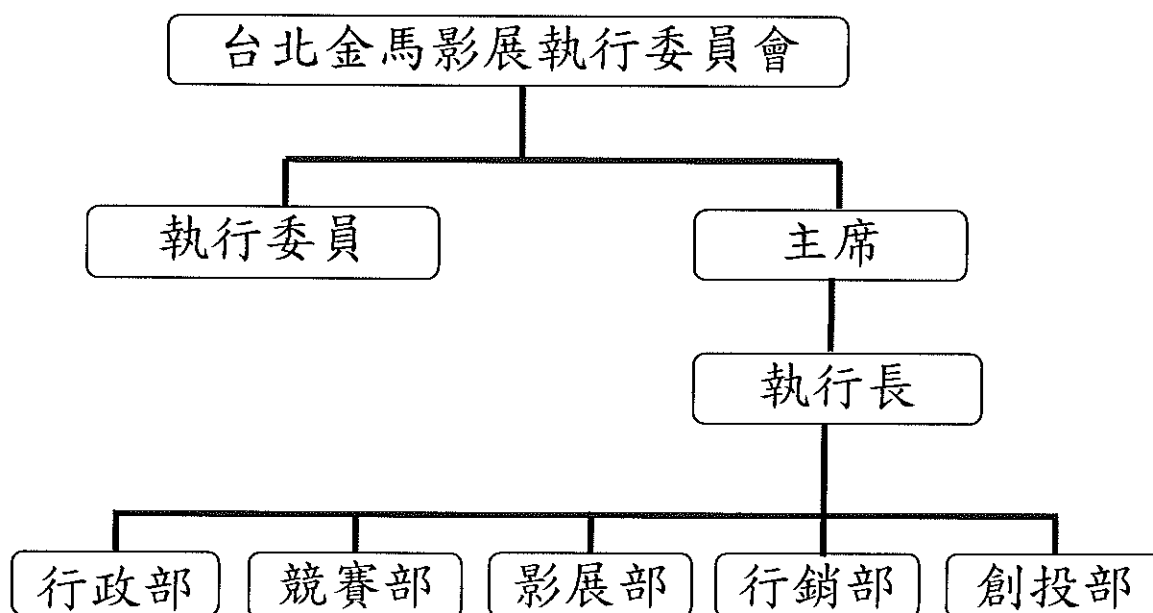 台北金馬影展執行委員會
執行委員
主席
執行長
行政部
競賽部
影展部
行銷部
創投部